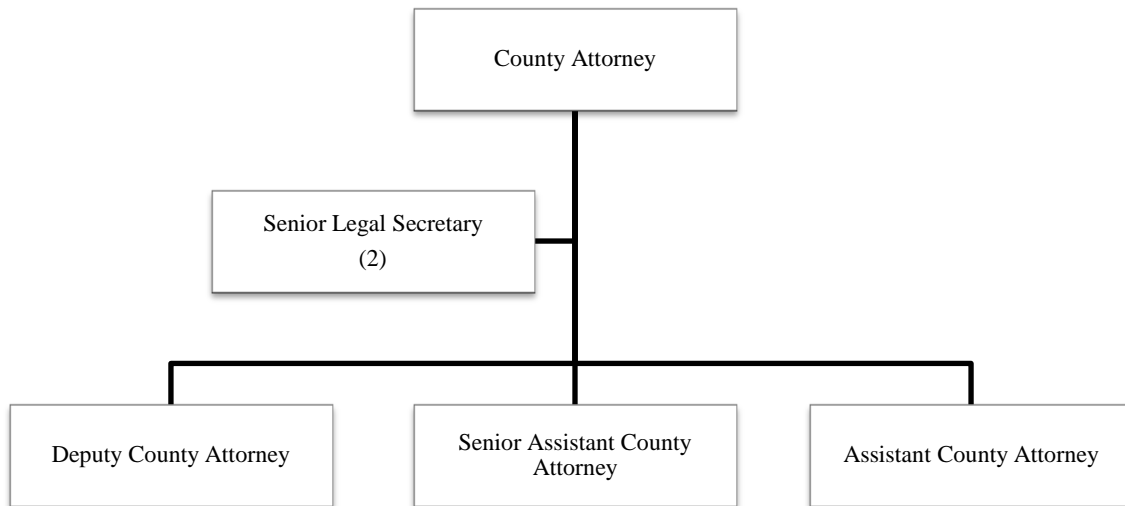 County Attorney
Senior Legal Secretary
(2)
Deputy County Attorney
Senior Assistant County
Attorney
Assistant County Attorney